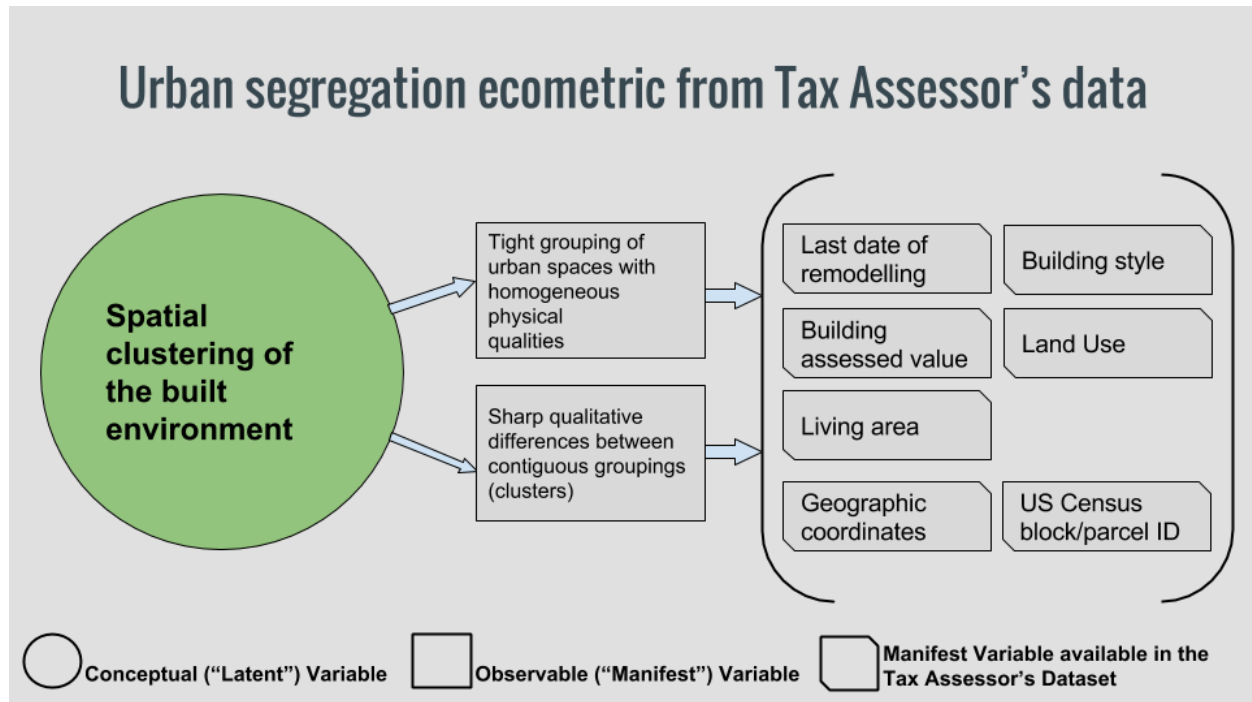 Urban segregation ecometric from Tax Assessor's data
Spatial
clustering of
the built
environment
Tight grouping of
urban spaces with
homogeneous
physical
qualities
Sharp qualitative
differences between
contiguous groupings
(clusters)
Last date of
remodelling
Building style
Building
assessed value
Land Use
Living area
Geographic
coordinates
US Census
block/parcel ID
Conceptual (“Latent”) Variable
Observable (“Manifest”) Variable
Manifest Variable available in the
Tax Assessor's Dataset